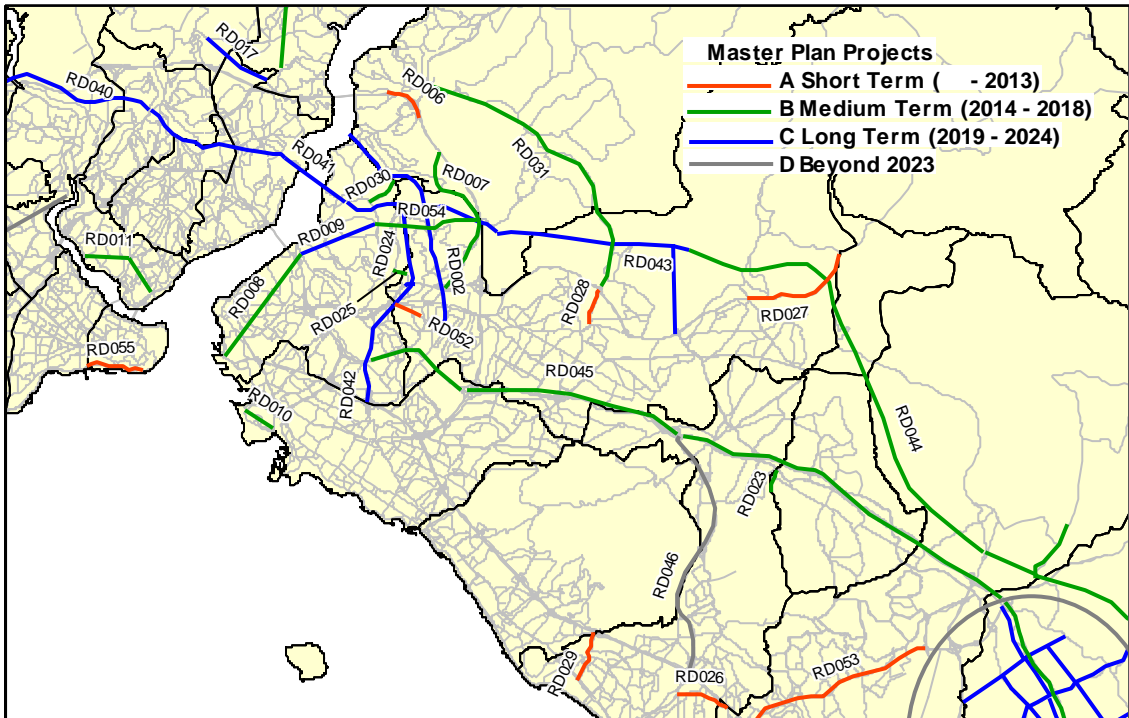 Master Plan Projects
A Short Term ( - 2013)
B Medium Term (2014 - 2018)
C Long Term (2019 - 2024)
D Beyond 2023
RD017
RD040
RD006
RD041
RD031
RD030
RD007
RD054
RD009
RD011
RD024
RD002
RD043
RD008
RD028
RD027
RD025
RD052
RD055
RD042
RD045
RD010
RD044
RD023
RD046
RD029
RD026
RD053